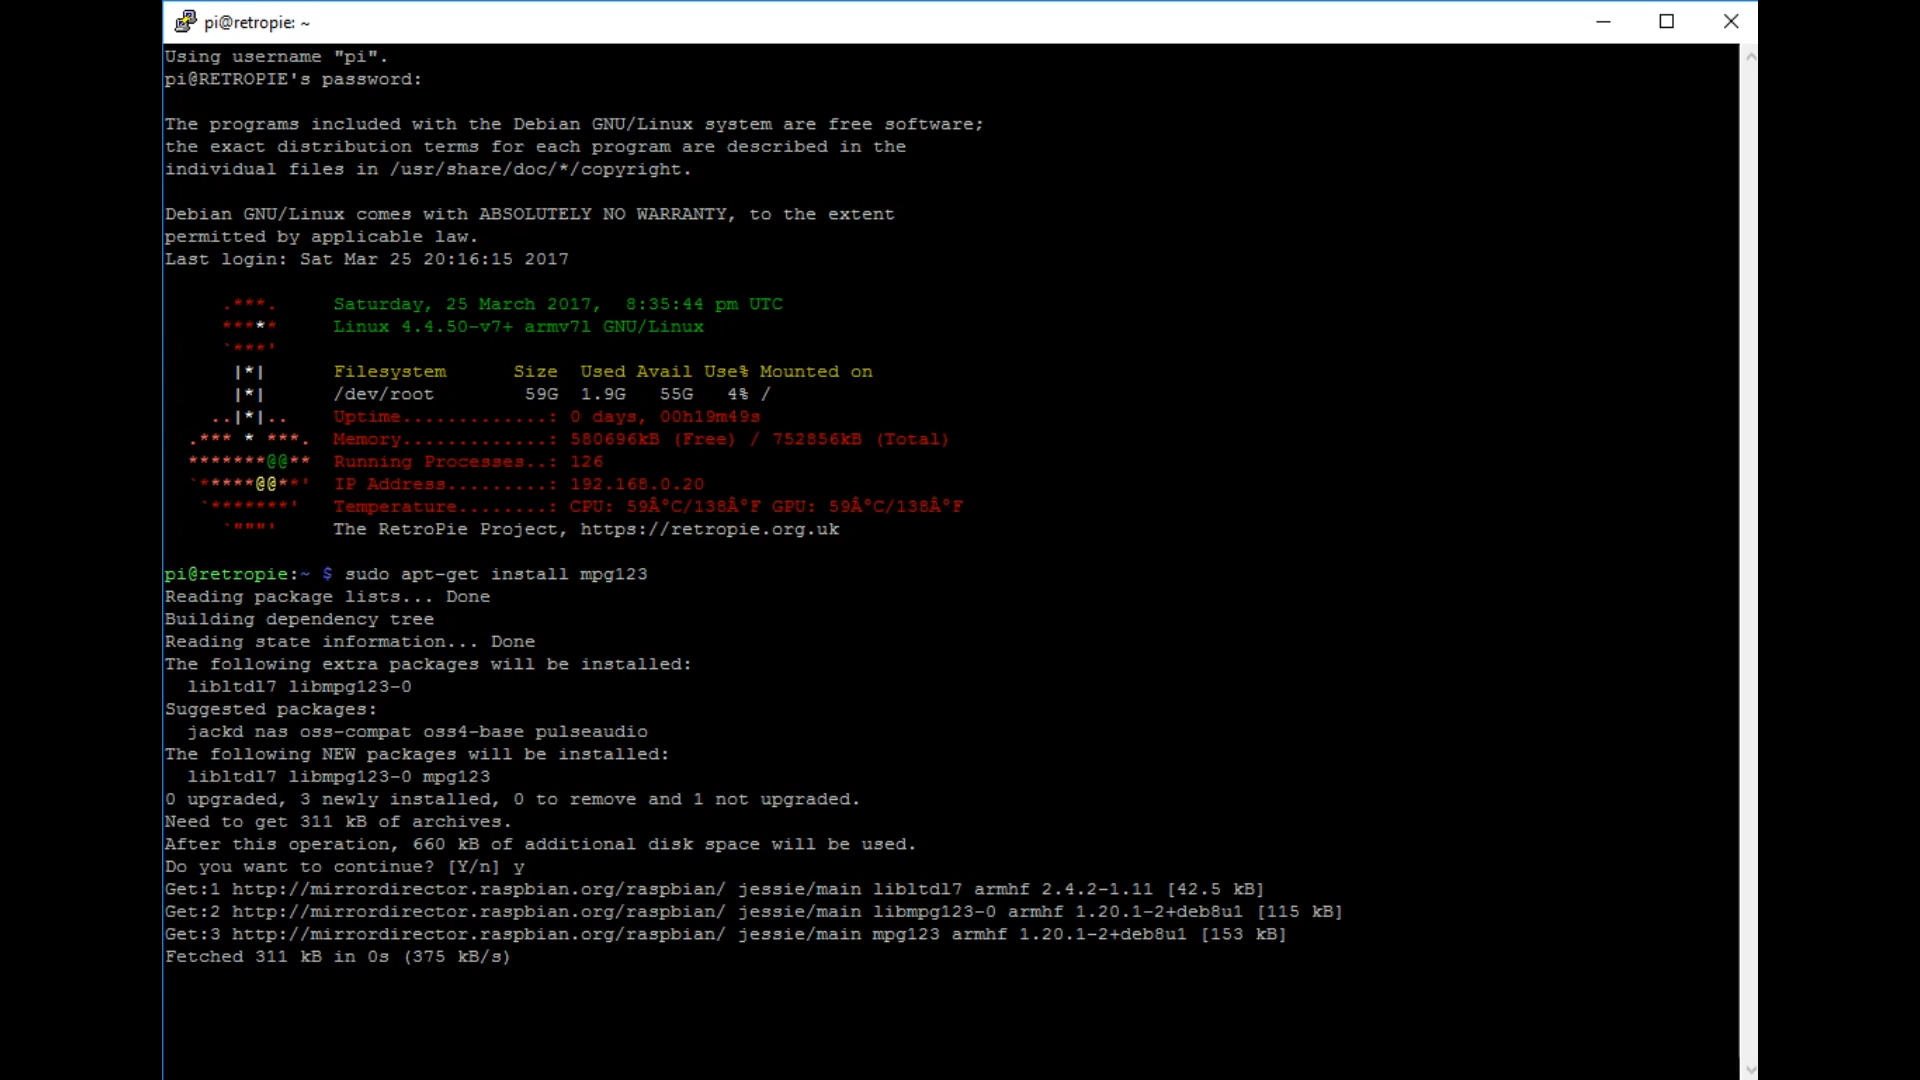 pi@retropie: ~
Using username "pi".
pi@RETROPIE's password:
The programs included with the Debian GNU/Linux system are free software;
the exact distribution terms for each program are described in the
individual files in /usr/share/doc/*/copyright.
Debian GNU/Linux comes with ABSOLUTELY NO WARRANTY, to the extent
permitted by applicable law.
Last login: Sat Mar 25 20:16:15 2017
.***.     Saturday, 25 March 2017,  8:35:44 pm UTC
*****     Linux 4.4.50-v7+ armv7l GNU/Linux
`***'
|*|      Filesystem      Size  Used Avail Use% Mounted on
|*|      /dev/root        59G  1.9G   55G   4% /
..|*|..    Uptime.............: 0 days, 00h19m49s
.*** * ***.  Memory.............: 580696kB (Free) / 752856kB (Total)
*******@@**  Running Processes..: 126
`*****@@**'  IP Address.........: 192.168.0.20
`*******'   Temperature........: CPU: 59Â°C/138Â°F GPU: 59Â°C/138Â°F
`"""'     The RetroPie Project, https://retropie.org.uk
pi@retropie:~ $ sudo apt-get install mpg123
Reading package lists... Done
Building dependency tree
Reading state information... Done
The following extra packages will be installed:
libltdl7 libmpg123-0
Suggested packages:
jackd nas oss-compat oss4-base pulseaudio
The following NEW packages will be installed:
libltdl7 libmpg123-0 mpg123
0 upgraded, 3 newly installed, 0 to remove and 1 not upgraded.
Need to get 311 kB of archives.
After this operation, 660 kB of additional disk space will be used.
Do you want to continue? [Y/n] y
Get:1 http://mirrordirector.raspbian.org/raspbian/ jessie/main libltdl7 armhf 2.4.2-1.11 [42.5 kB]
Get:2 http://mirrordirector.raspbian.org/raspbian/ jessie/main libmpg123-0 armhf 1.20.1-2+deb8u1 [115 kB]
Get:3 http://mirrordirector.raspbian.org/raspbian/ jessie/main mpg123 armhf 1.20.1-2+deb8u1 [153 kB]
Fetched 311 kB in 0s (375 kB/s)